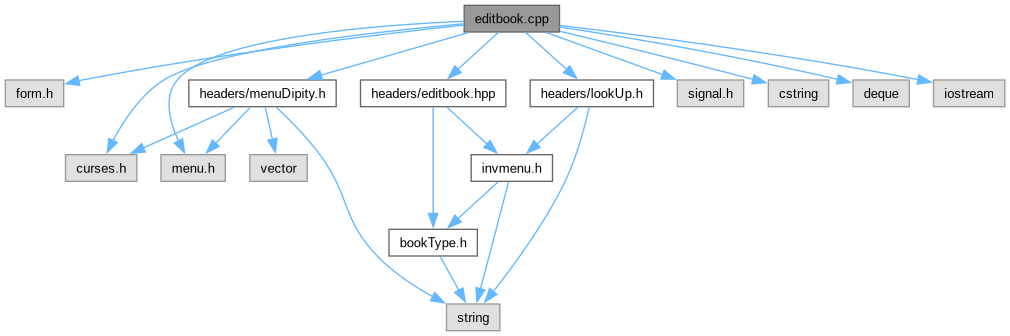 editbook.cpp
form.h
headers/menuDipity.h
headers/editbook.hpp
headers/lookUp.h
signal.h
cstring
deque
iostream
curses.h
menu.h
vector
invmenu.h
bookType.h
string